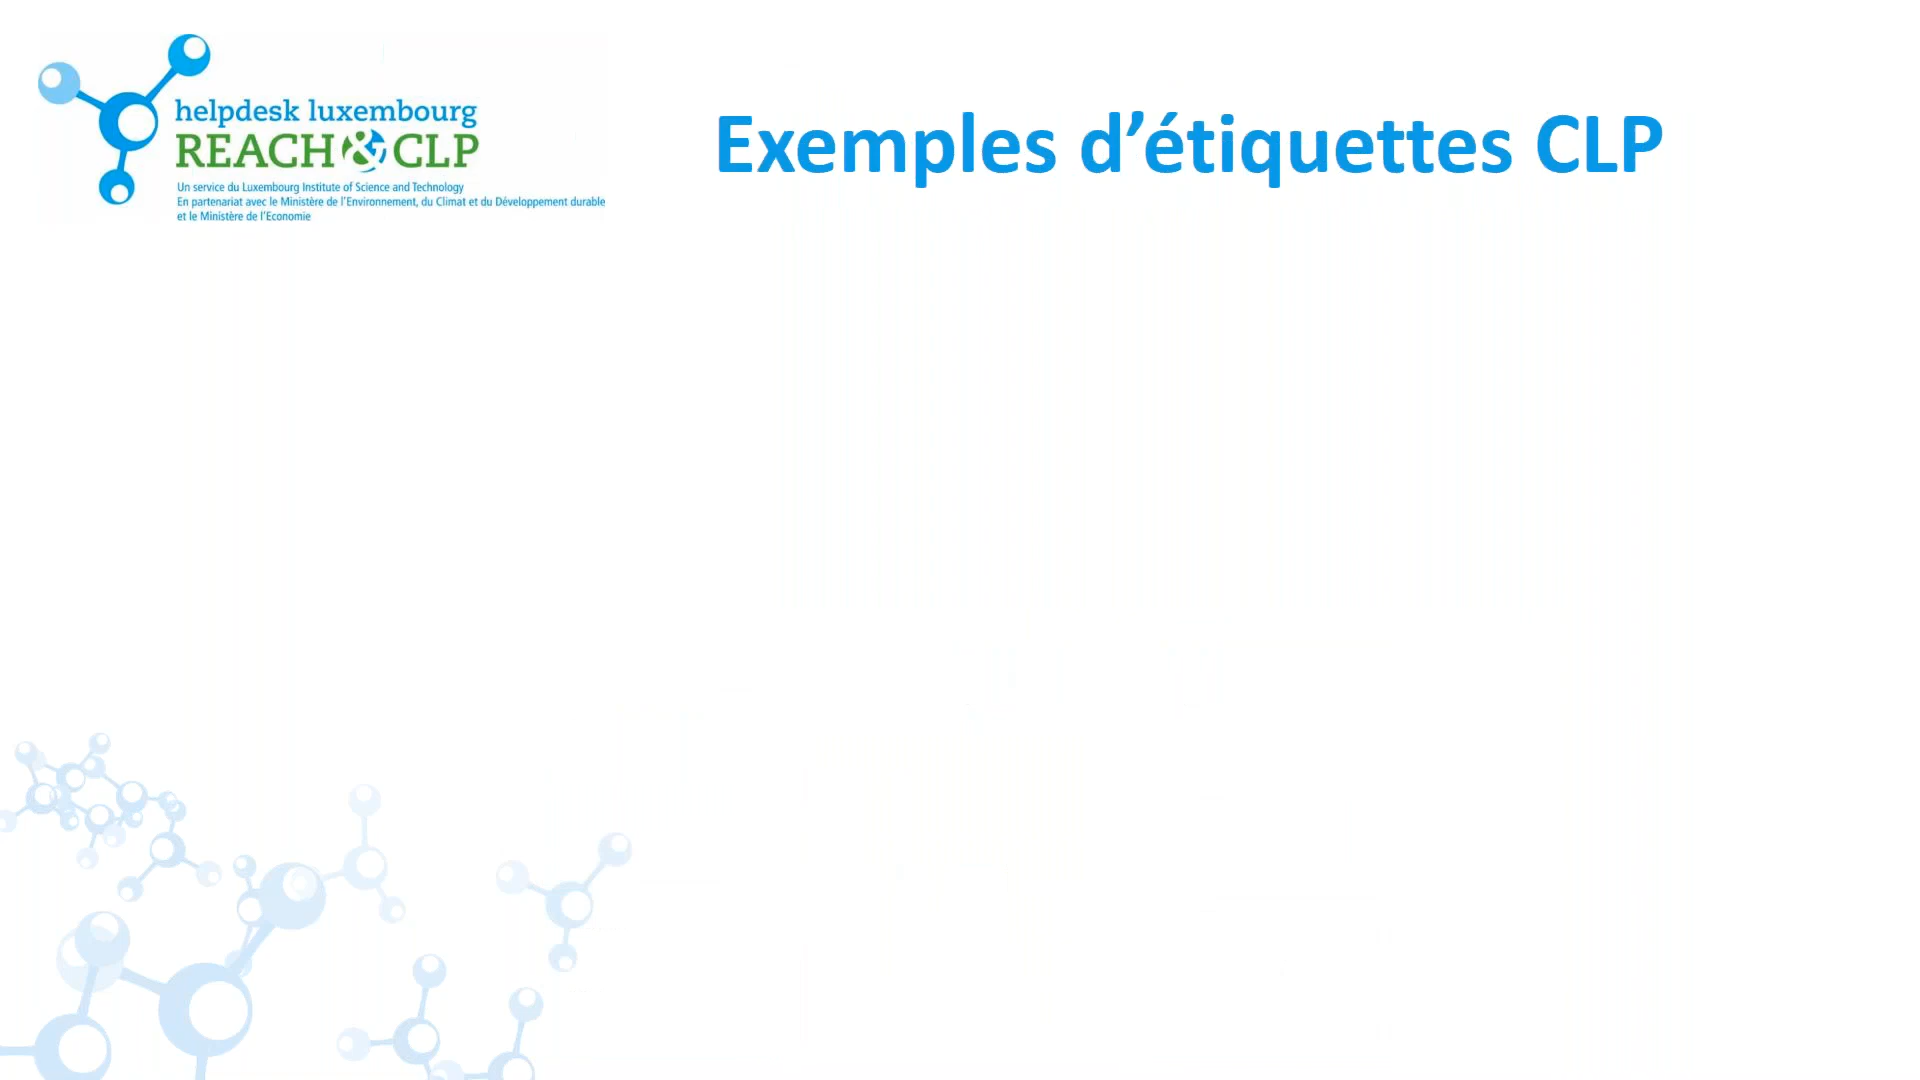 helpdesk luxembourg
REACH & CLP
Un service du Luxembourg Institute of Science and Technology
En partenariat avec le Ministère de l'Environnement, du Climat et du Développement durable
et le Ministère de l'Economie
Exemples d’étiquettes CLP